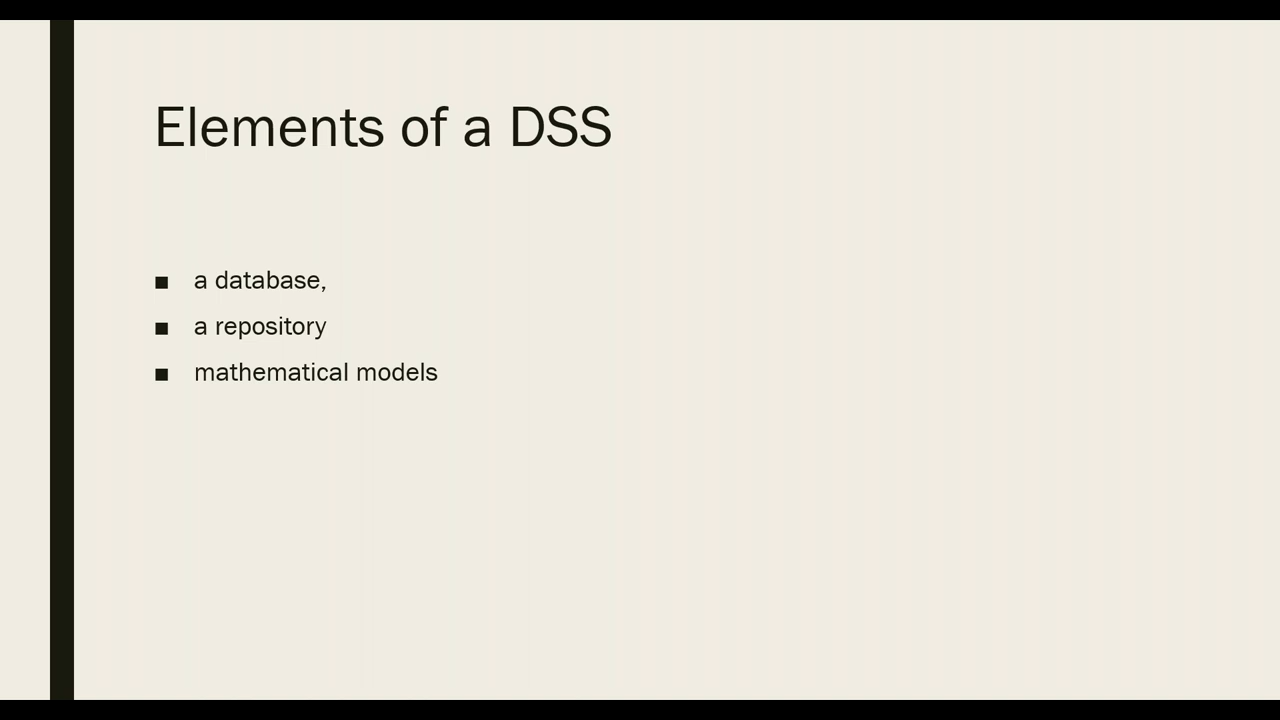 Elements of a DSS
■ a database,
■ a repository
■ mathematical models